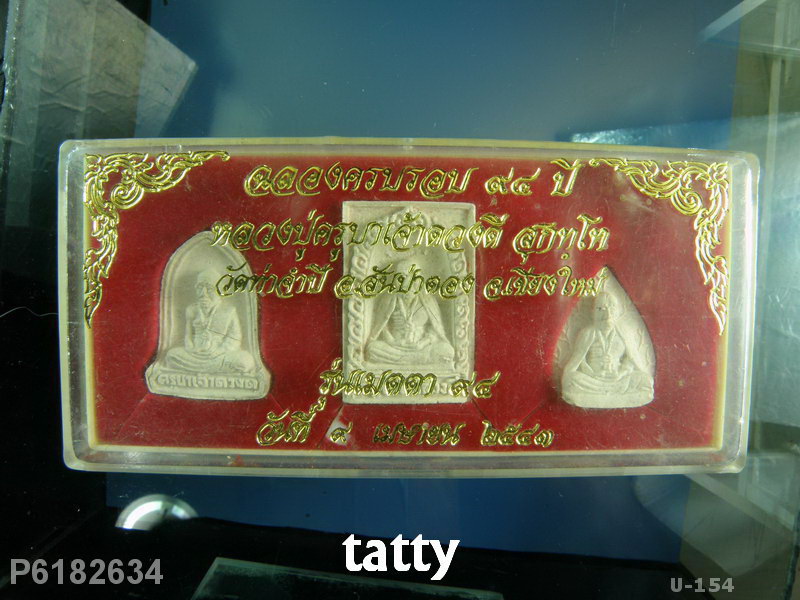 ฉลองครบรอบ ๙๔ ปี
หลวงปู่ครูบาเจ้าดวงดี สุภทฺโท
วัดท่าจำปี อ.สันป่าตอง จ.เชียงใหม่
ครูบาเจ้าดวงดี
รุ่นเมตตา ๙๔
วันที่ ๙ เมษายน ๒๕๔๓
tatty
P6182634
U-154